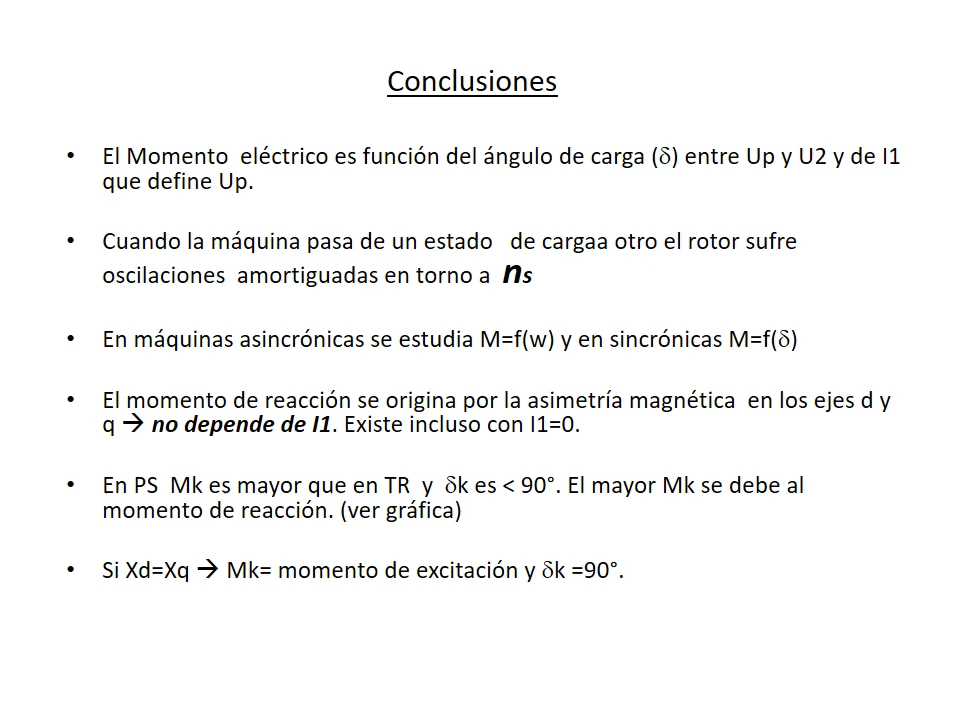 Conclusiones
• El Momento eléctrico es función del ángulo de carga (δ) entre Up y U2 y de I1
que define Up.
• Cuando la máquina pasa de un estado de cargaa otro el rotor sufre
oscilaciones amortiguadas en torno a ns
• En máquinas asincrónicas se estudia M=f(w) y en sincrónicas M=f(δ)
• El momento de reacción se origina por la asimetría magnética en los ejes d y
q → no depende de I1. Existe incluso con I1=0.
• En PS Mk es mayor que en TR y δk es < 90°. El mayor Mk se debe al
momento de reacción. (ver gráfica)
• Si Xd=Xq → Mk= momento de excitación y δk =90°.